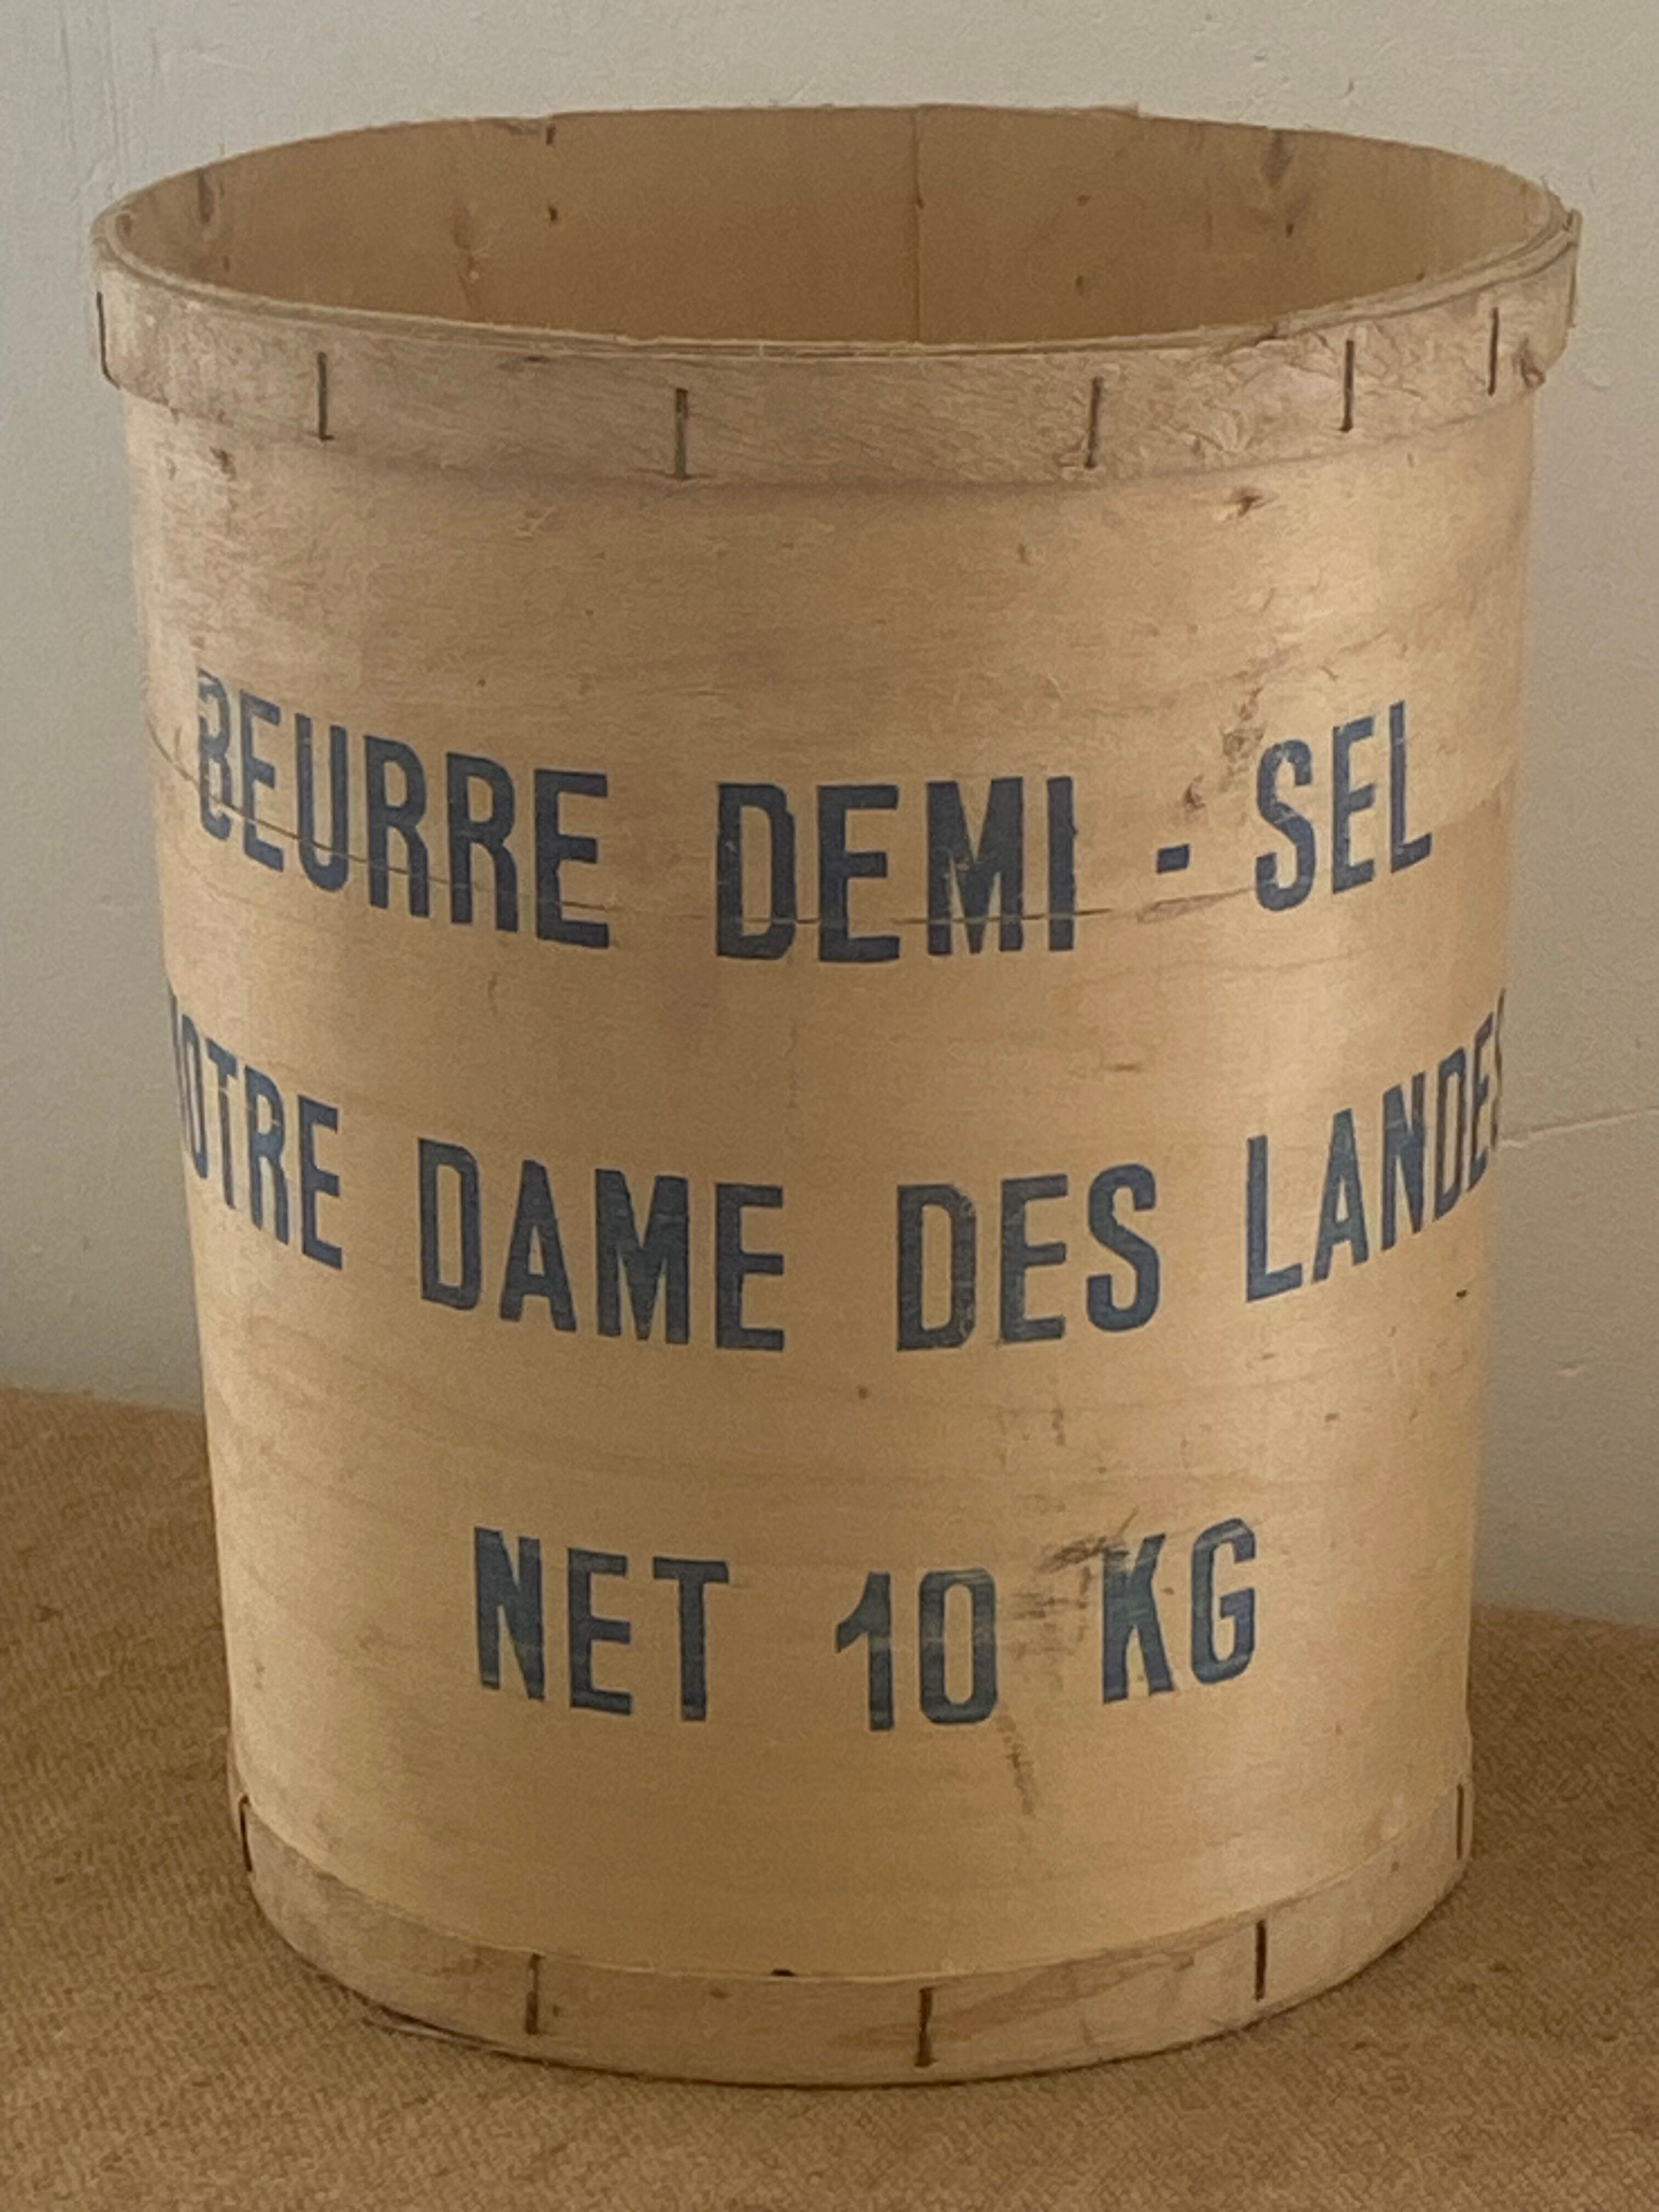 BEURRE DEMI - SEL
NOTRE DAME DES LANDES
NET 10 KG